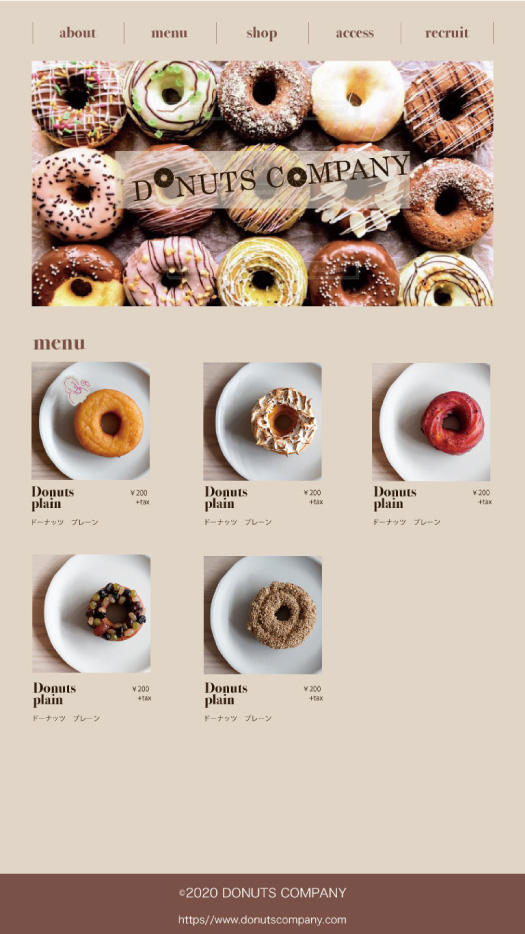 about
menu
shop
access
recruit
DONUTS COMPANY
menu
Donuts
plain
¥200
+tax
ドーナッツ　プレーン
Donuts
plain
¥200
+tax
ドーナッツ　プレーン
Donuts
plain
¥200
+tax
ドーナッツ　プレーン
Donuts
plain
¥200
+tax
ドーナッツ　プレーン
Donuts
plain
¥200
+tax
ドーナッツ　プレーン
©2020 DONUTS COMPANY
https//www.donutscompany.com